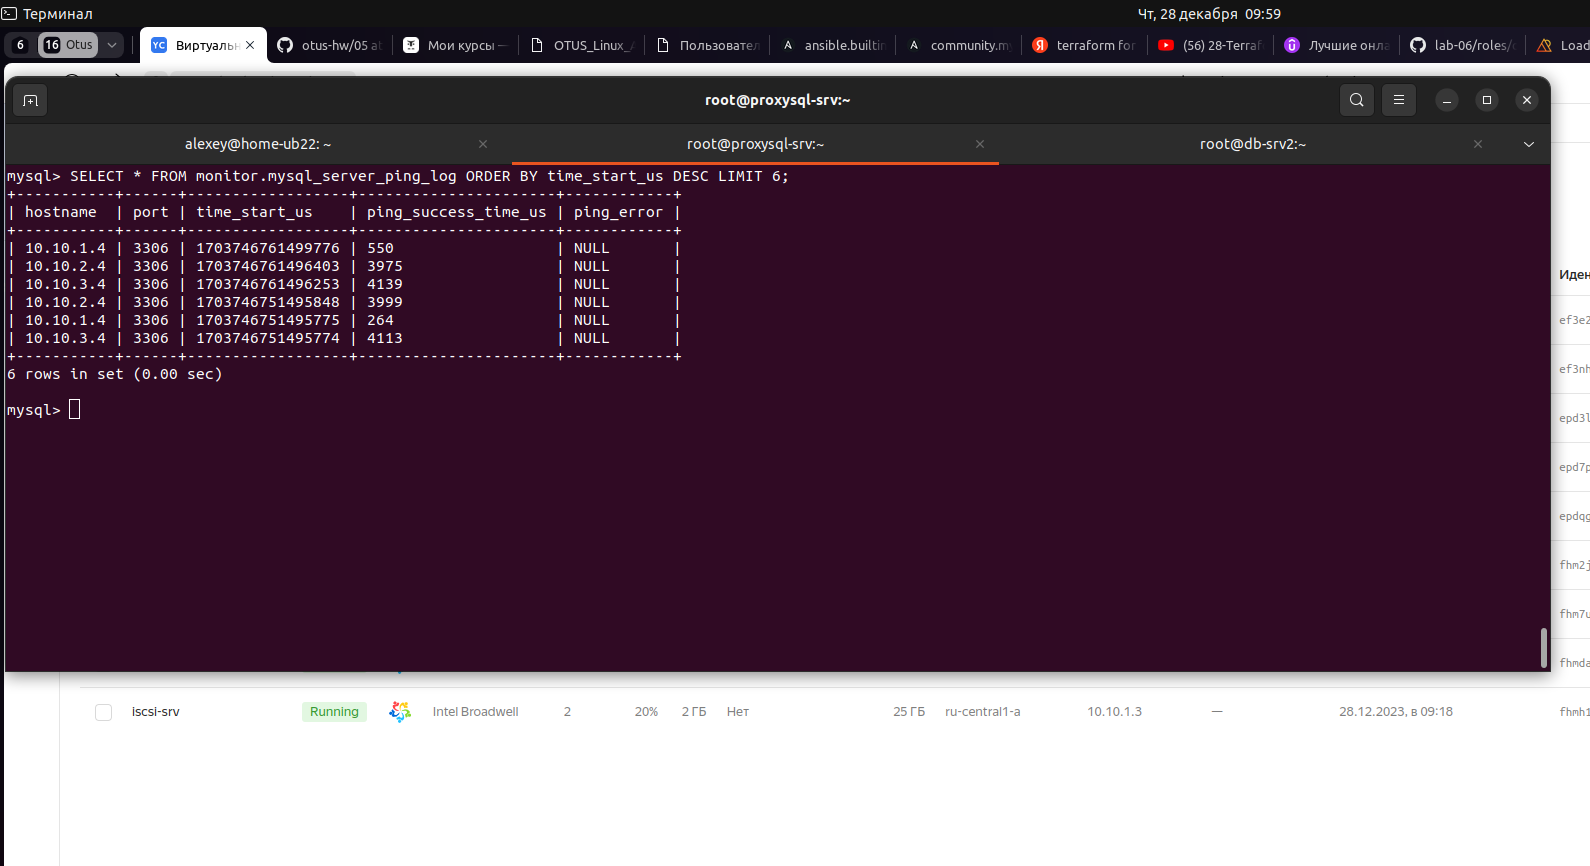 Терминал
Чт, 28 декабря 09:59
6 16 Otus Виртуальн otus-hw/05 Мои курсы — OTUS_Linux_ Пользовател ansible.builtin community.my terraform for (56) 28-Terraf Лучшие онла lab-06/roles/ Load
root@proxysql-srv:~
alexey@home-ub22: ~ root@proxysql-srv:~ root@db-srv2:~
mysql> SELECT * FROM monitor.mysql_server_ping_log ORDER BY time_start_us DESC LIMIT 6;
+-----------+------+------------------+----------------------+------------+
| hostname  | port | time_start_us    | ping_success_time_us | ping_error |
+-----------+------+------------------+----------------------+------------+
| 10.10.1.4 | 3306 | 1703746761499776 | 550                  | NULL       |
| 10.10.2.4 | 3306 | 1703746761496403 | 3975                 | NULL       |
| 10.10.3.4 | 3306 | 1703746761496253 | 4139                 | NULL       |
| 10.10.2.4 | 3306 | 1703746751495848 | 3999                 | NULL       |
| 10.10.1.4 | 3306 | 1703746751495775 | 264                  | NULL       |
| 10.10.3.4 | 3306 | 1703746751495774 | 4113                 | NULL       |
+-----------+------+------------------+----------------------+------------+
6 rows in set (0.00 sec)
mysql>
Иден
ef3e2
ef3nh
epd3l
epd7p
epdqg
fhm2j
fhm7u
fhmda
iscsi-srv Running Intel Broadwell 2 20% 2 ГБ Нет 25 ГБ ru-central1-a 10.10.1.3 — 28.12.2023, в 09:18 fhmh1